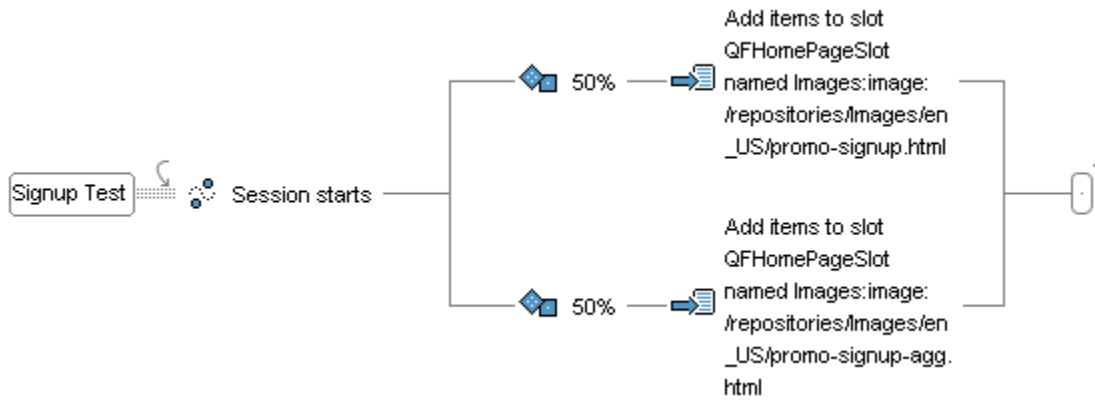 Add items to slot
QFHomePageSlot
named Images:image:
/repositories/Images/en
_US/promo-signup.html
50%
Signup Test
Session starts
Add items to slot
QFHomePageSlot
named Images:image:
/repositories/Images/en
_US/promo-signup-agg.
html
50%